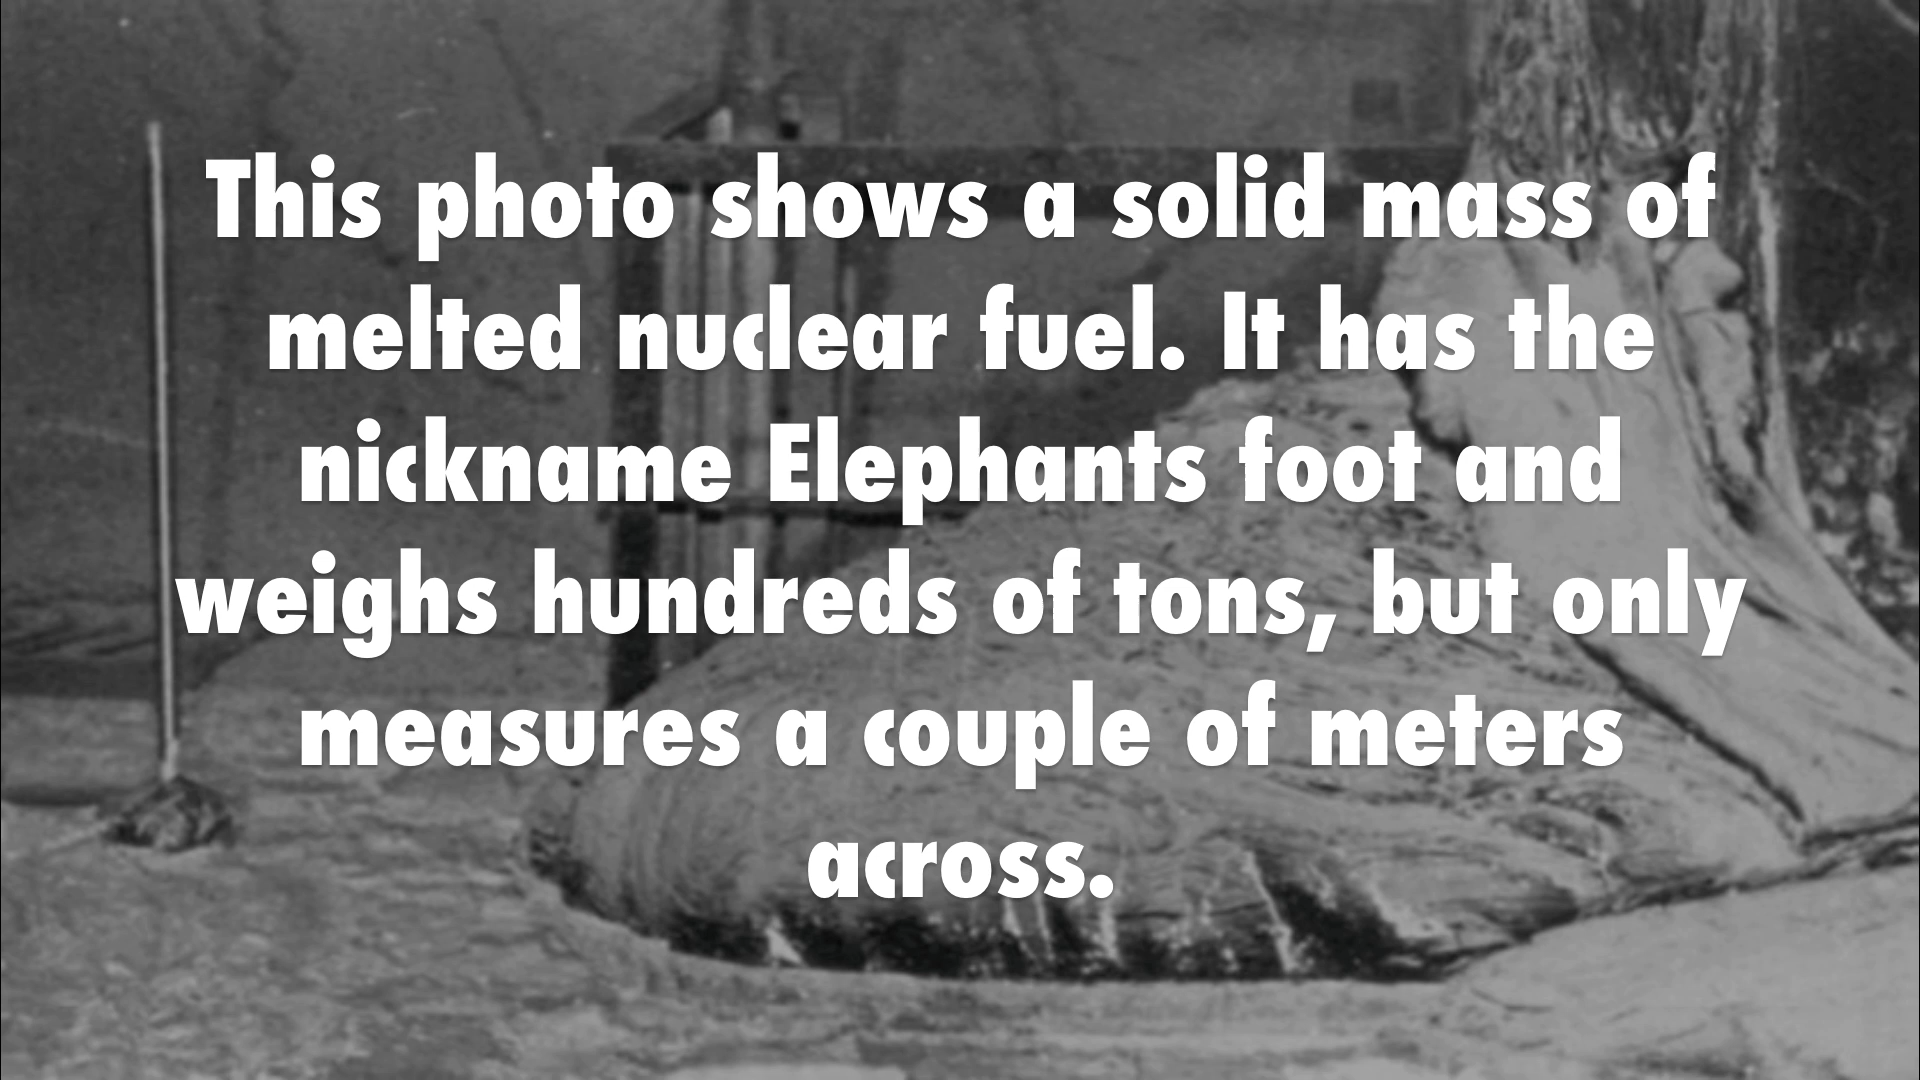 This photo shows a solid mass of
melted nuclear fuel. It has the
nickname Elephants foot and
weighs hundreds of tons, but only
measures a couple of meters
across.